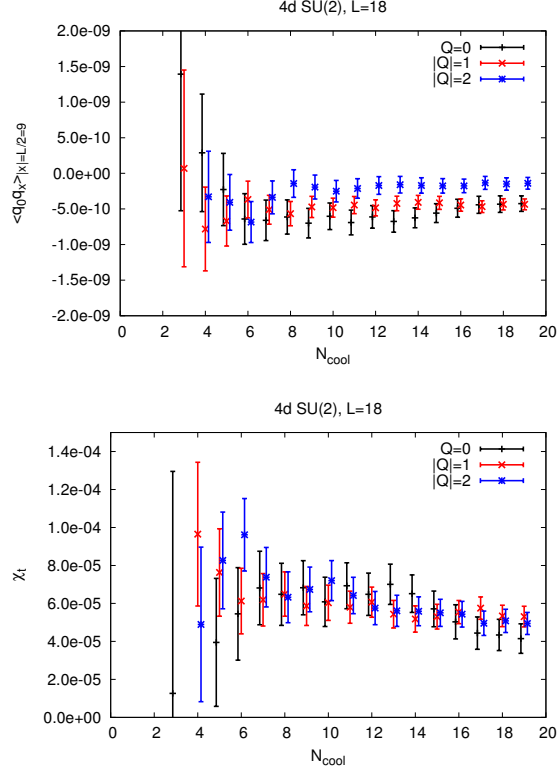 4d SU(2), L=18
2.0e-09
1.5e-09
1.0e-09
5.0e-10
0.0e+00
-5.0e-10
-1.0e-09
-1.5e-09
-2.0e-09
<q₀qₓ>|x|=L/2=9
Q=0
|Q|=1
|Q|=2
0 2 4 6 8 10 12 14 16 18 20
N_cool
4d SU(2), L=18
1.4e-04
1.2e-04
1.0e-04
8.0e-05
6.0e-05
4.0e-05
2.0e-05
0.0e+00
χₜ
Q=0
|Q|=1
|Q|=2
0 2 4 6 8 10 12 14 16 18 20
N_cool